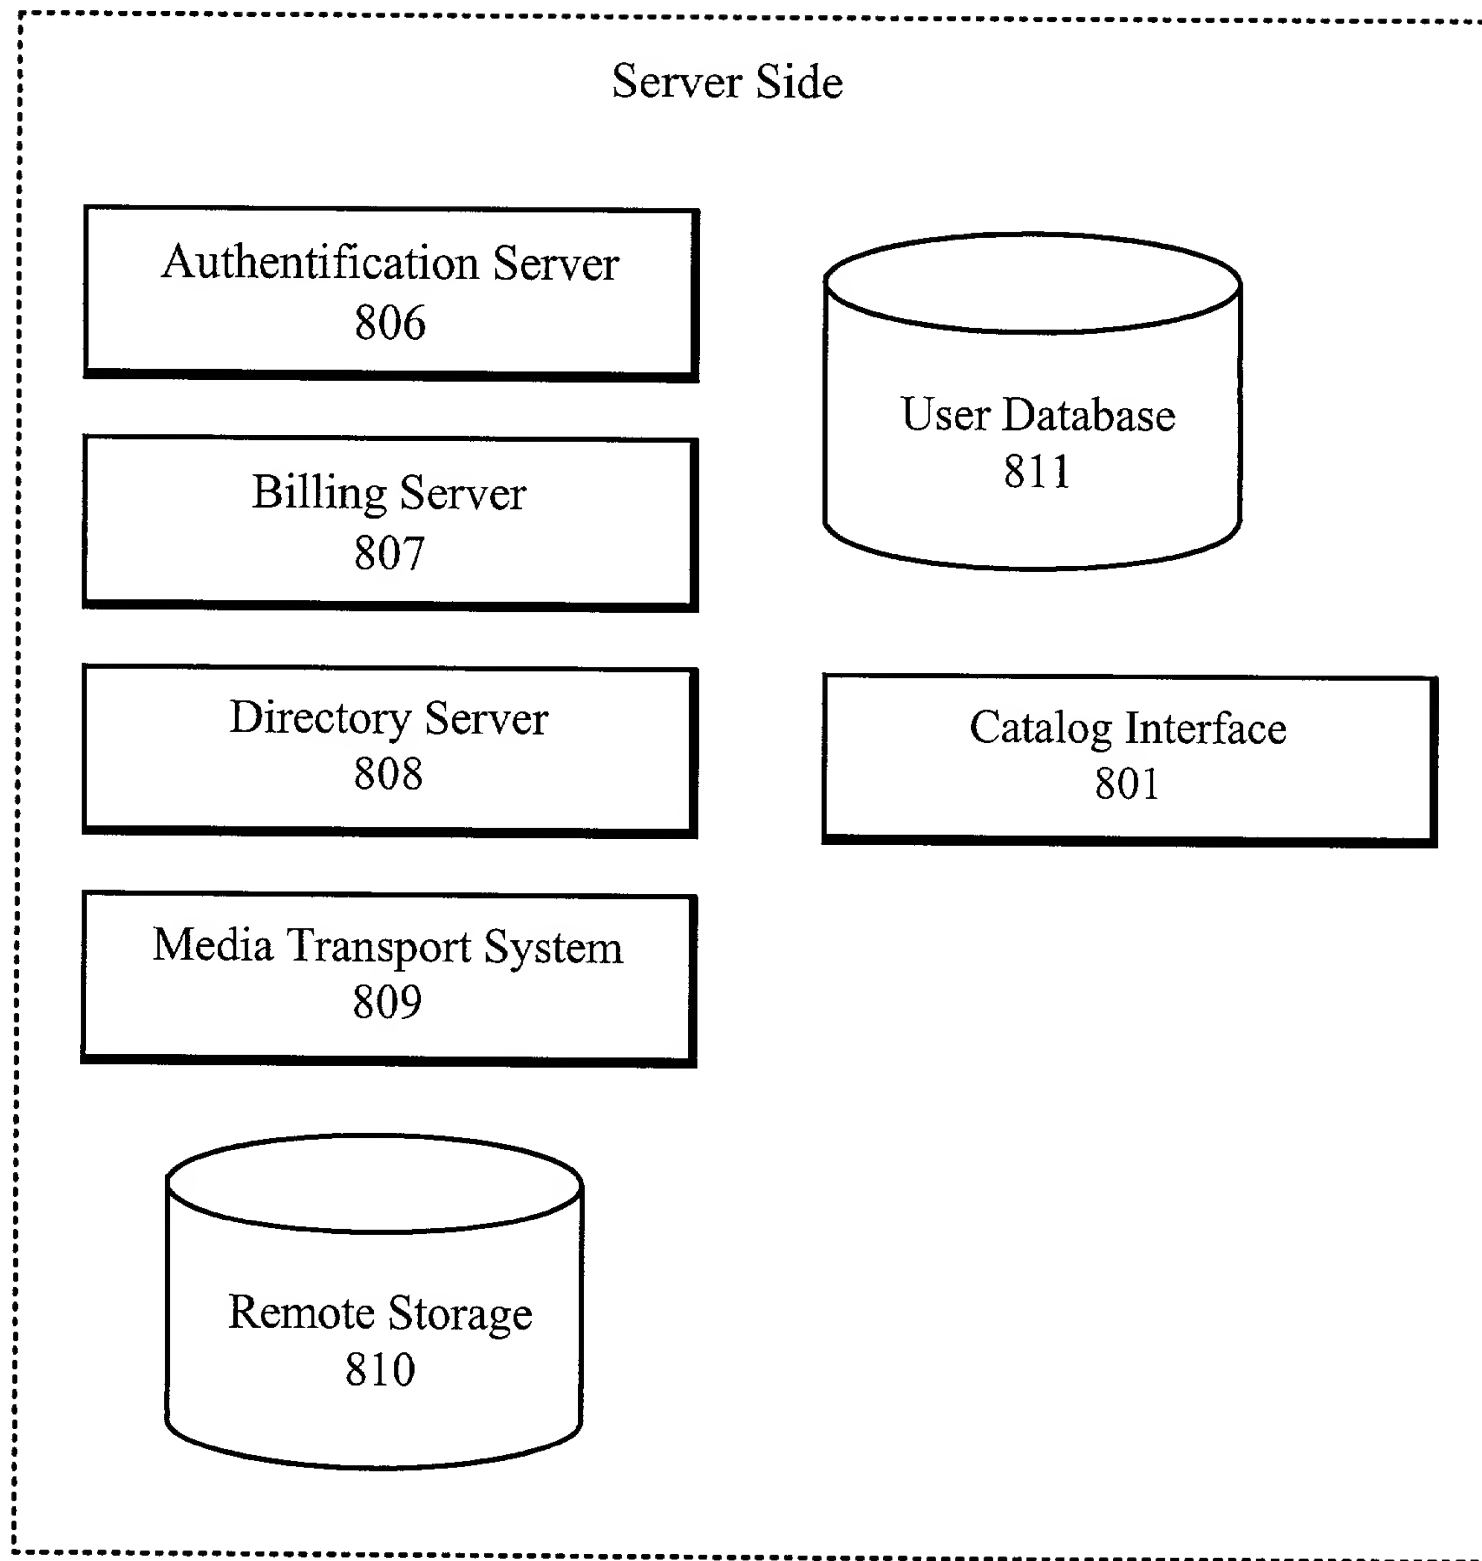 Server Side
Authentification Server
806
Billing Server
807
Directory Server
808
Media Transport System
809
Remote Storage
810
User Database
811
Catalog Interface
801